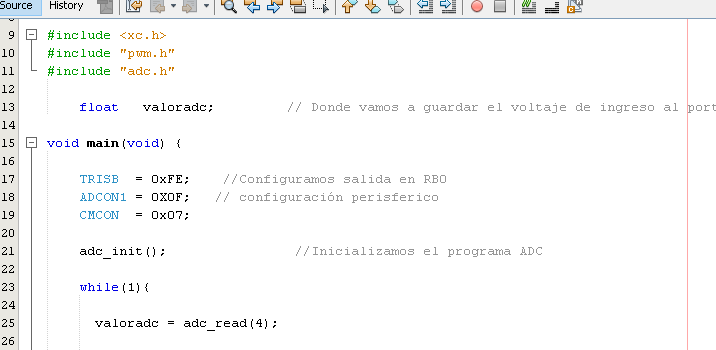 Source History
9 #include <xc.h>
10 #include "pwm.h"
11 #include "adc.h"
12
13 float valoradc; // Donde vamos a guardar el voltaje de ingreso al port
14
15 void main(void) {
16
17 TRISB = 0xFE; //Configuramos salida en RB0
18 ADCON1 = 0X0F; // configuración perisferico
19 CMCON = 0x07;
20
21 adc_init(); //Inicializamos el programa ADC
22
23 while(1){
24
25 valoradc = adc_read(4);
26